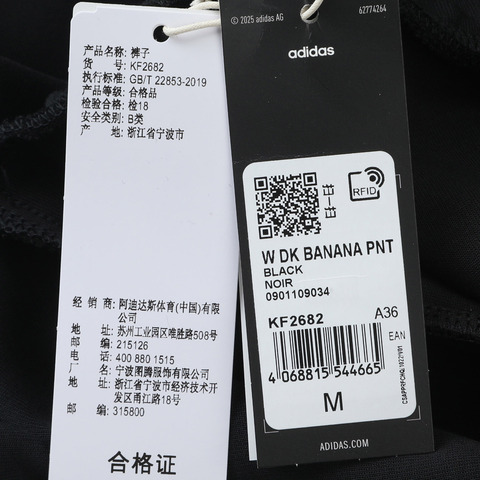 产品名称: 裤子
货 号: KF2682
执行标准: GB/T 22853-2019
产品等级: 合格品
检验合格: 检18
安全类别: B类
产 地: 浙江省宁波市
经 销 商: 阿迪达斯体育(中国)有限
公司
地 址: 苏州工业园区唯胜路508号
邮 编: 215126
电 话: 400 880 1515
厂 名: 宁波图腾服饰有限公司
地 址: 浙江省宁波市经济技术开
发区甬江路18号
邮 编: 315800
合格证
© 2025 adidas AG
62774264
adidas
RFID
W DK BANANA PNT
BLACK
NOIR
0901109034
KF2682
A36
EAN
4 068815 544665
M
ADIDAS.COM